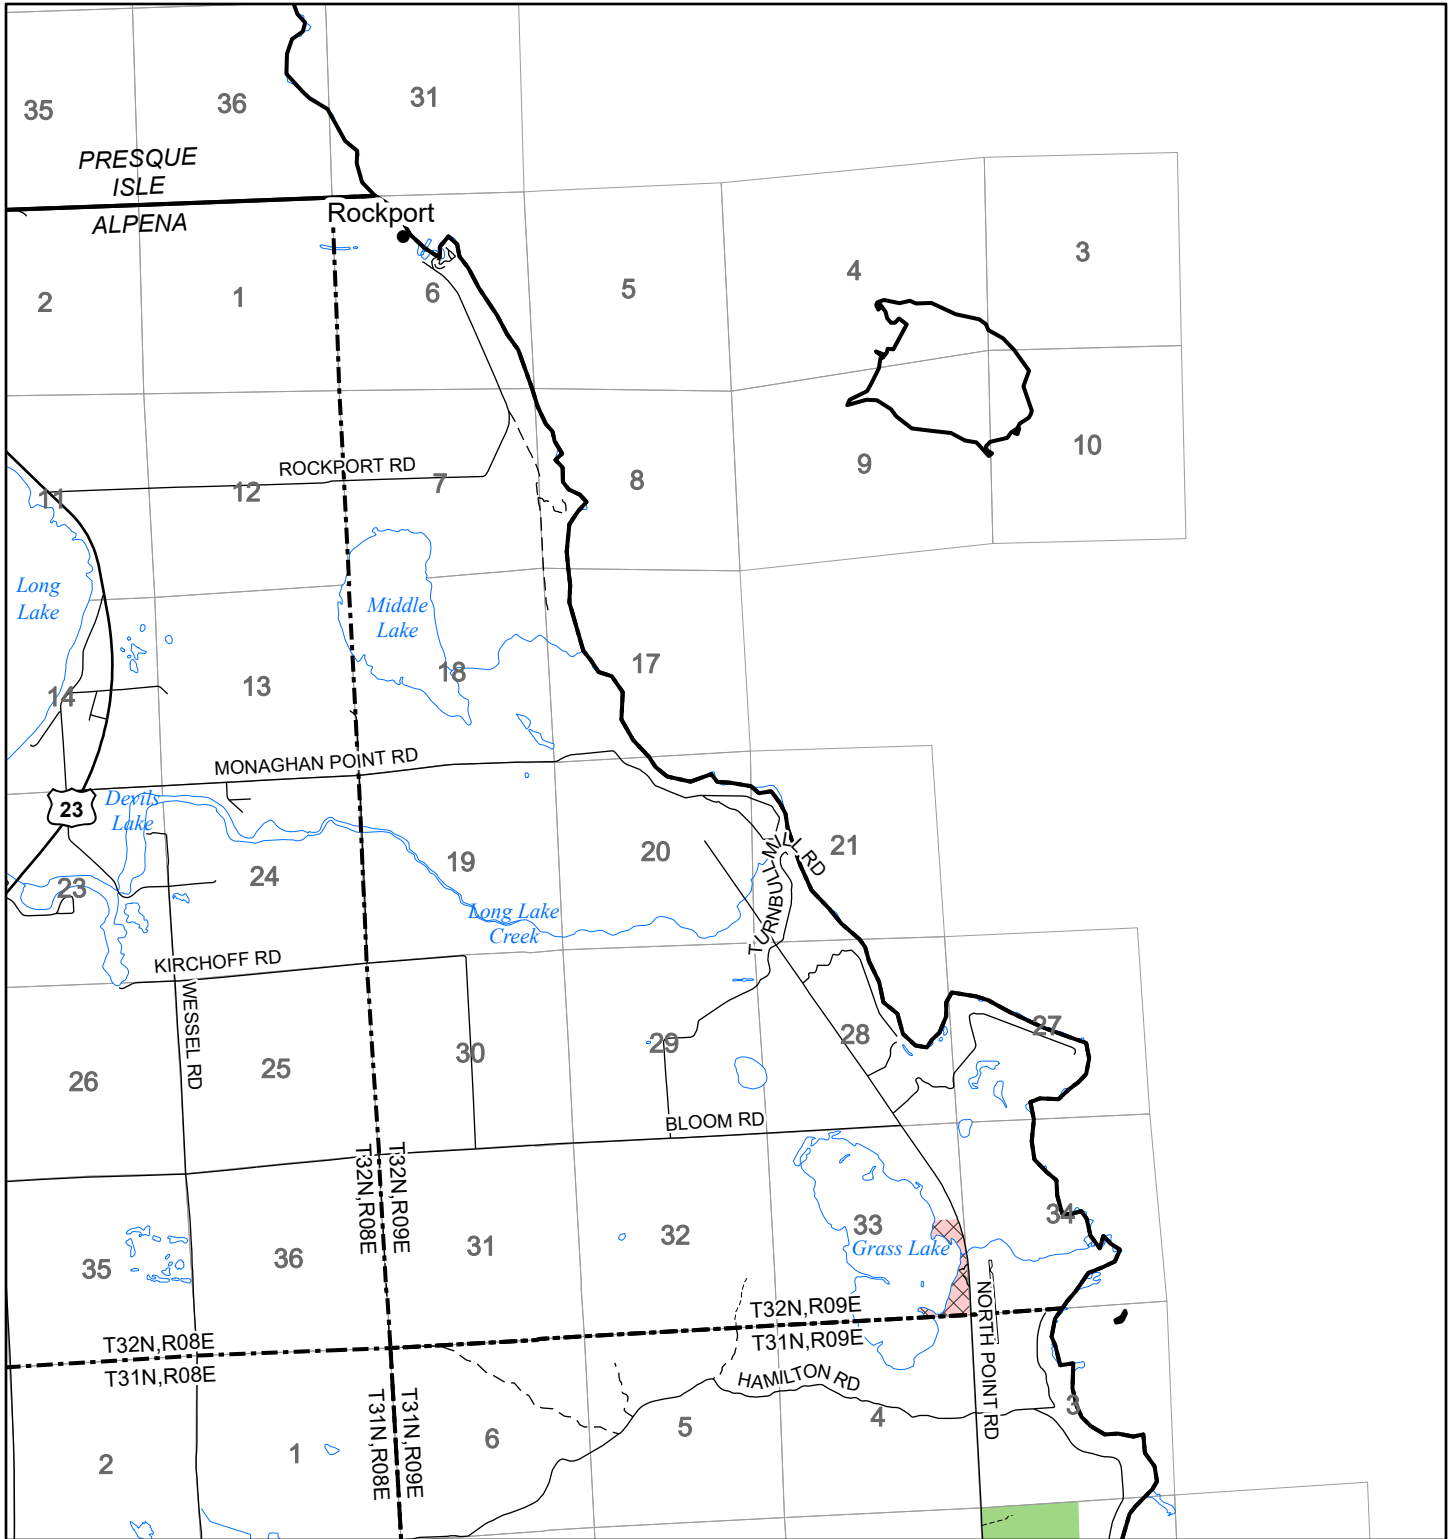 35
36
31
PRESQUE
ISLE
ALPENA
Rockport
2
1
6
5
4
3
ROCKPORT RD
11
12
7
8
9
10
Long
Lake
Middle
Lake
14
13
18
17
MONAGHAN POINT RD
23
Devils
Lake
23
24
19
20
21
TURNBULL MILL RD
Long Lake
Creek
KIRCHOFF RD
WESSEL RD
26
25
30
29
28
27
BLOOM RD
T32N,R08E
T32N,R09E
35
36
31
32
33
34
Grass Lake
T32N,R08E
T31N,R08E
T32N,R09E
T31N,R09E
NORTH POINT RD
HAMILTON RD
T31N,R08E
T31N,R09E
2
1
6
5
4
3